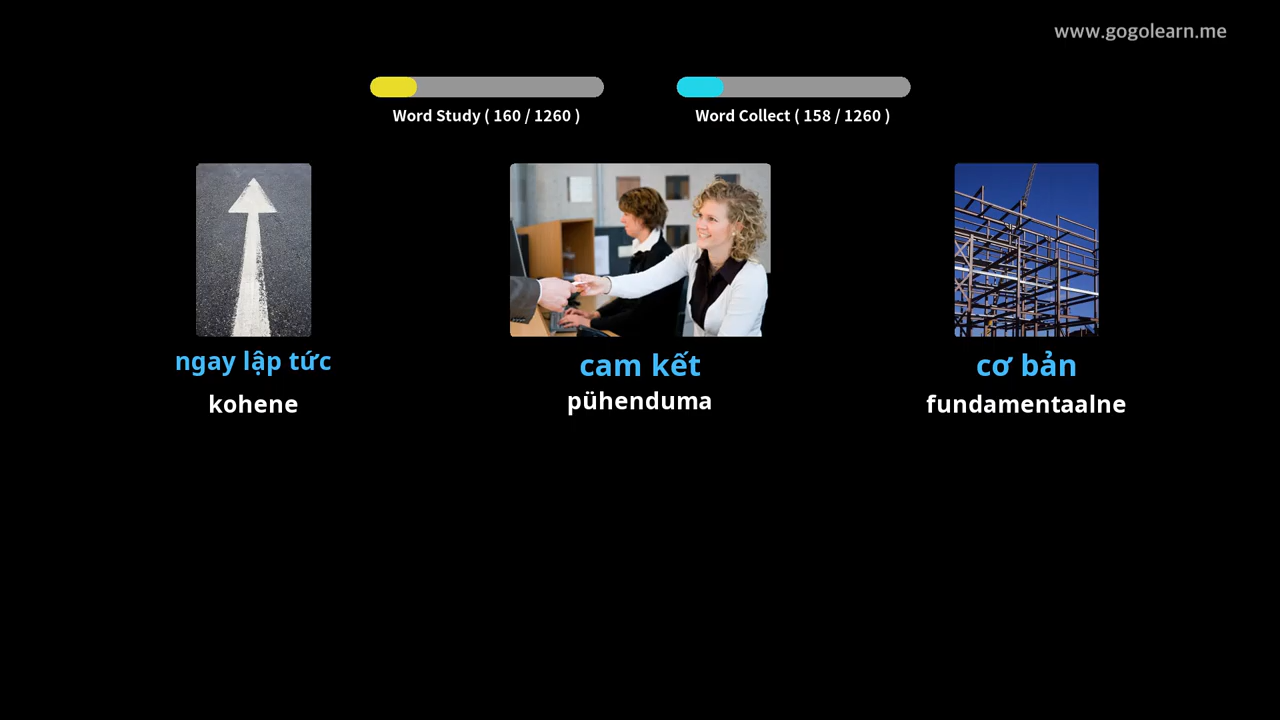 www.gogolearn.me
Word Study ( 160 / 1260 )
Word Collect ( 158 / 1260 )
ngay lập tức
kohene
cam kết
pühenduma
cơ bản
fundamentaalne